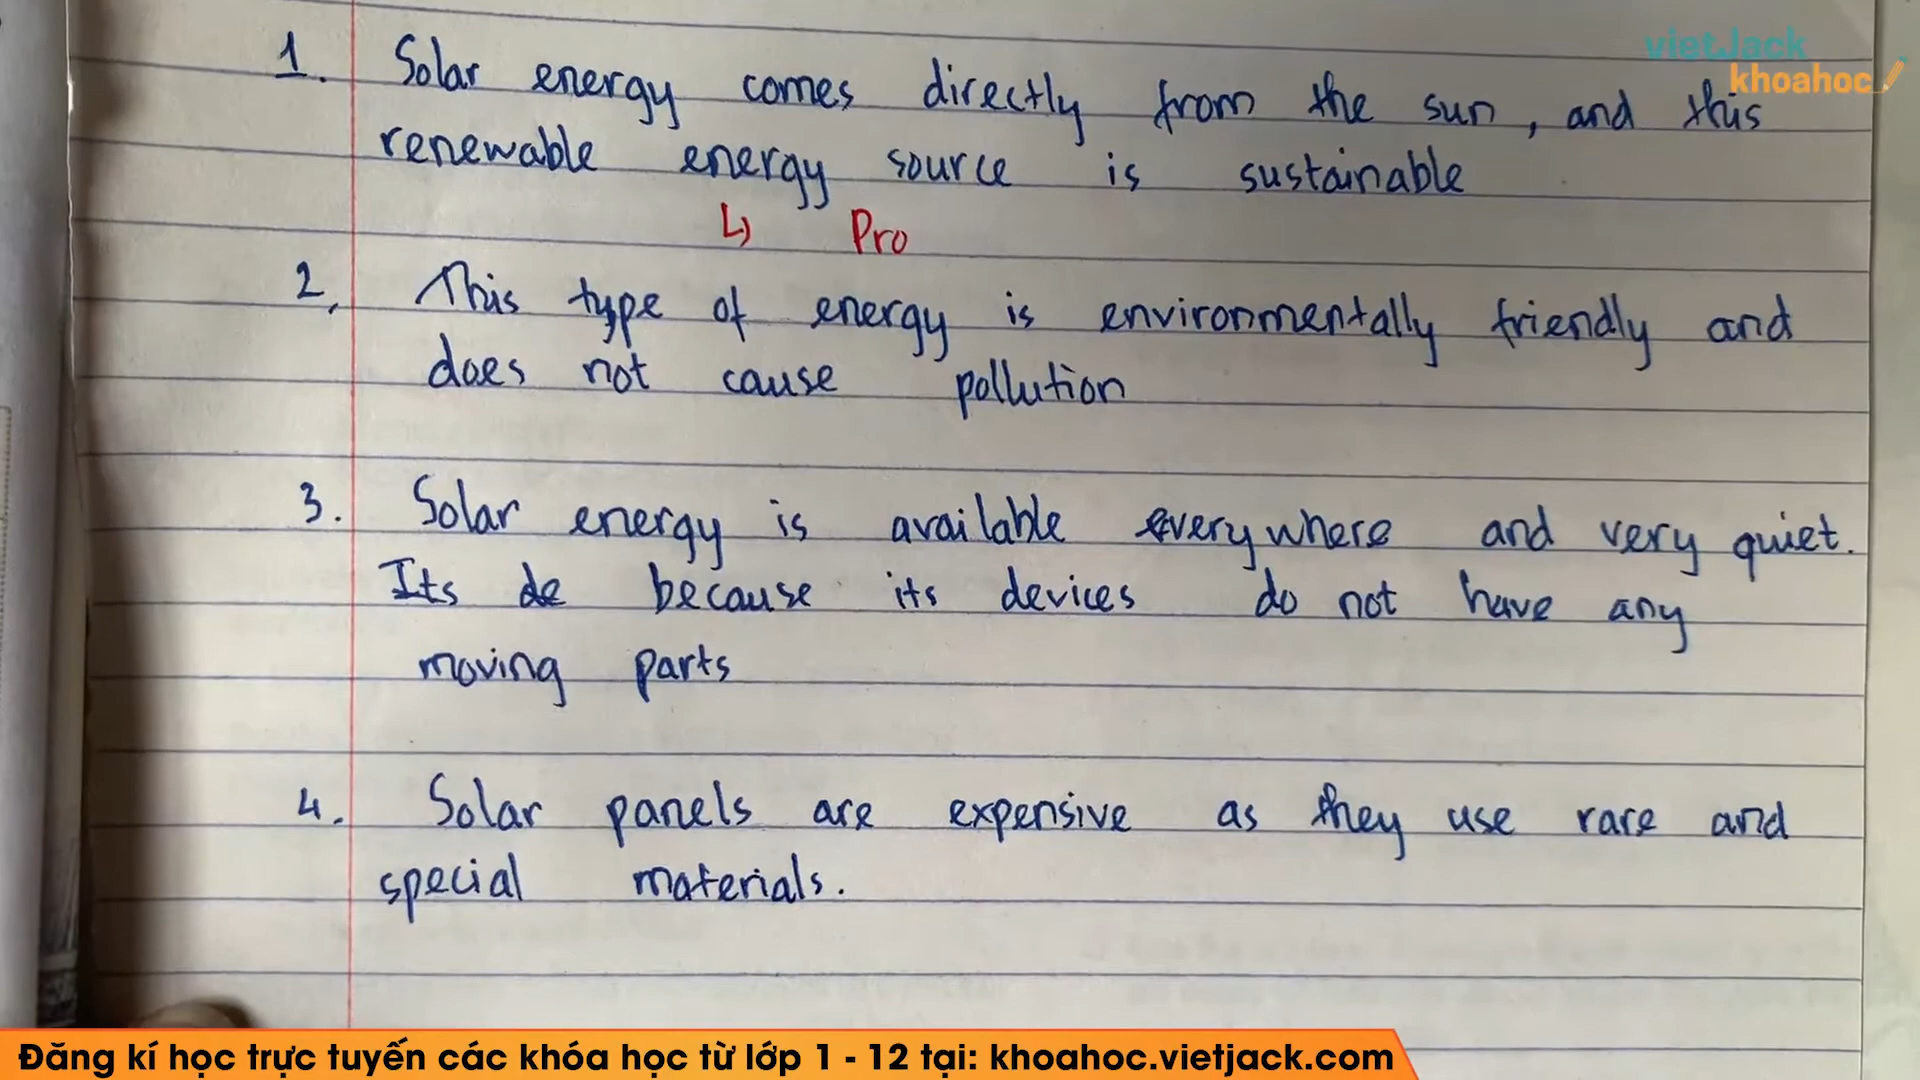 vietJack
khoahoc
1. Solar energy comes directly from the sun, and this
renewable energy source is sustainable
↳ Pro
2. This type of energy is environmentally friendly and
does not cause pollution
3. Solar energy is available everywhere and very quiet.
Its de because its devices do not have any
moving parts
4. Solar panels are expensive as they use rare and
special materials.
Đăng kí học trực tuyến các khóa học từ lớp 1 - 12 tại: khoahoc.vietjack.com